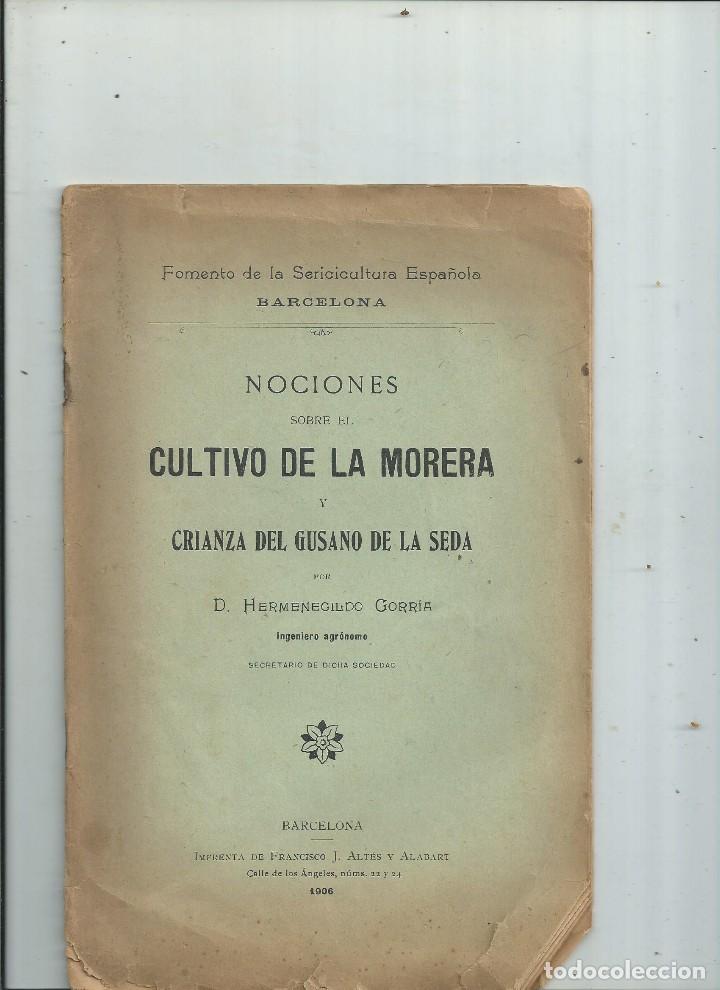 Fomento de la Sericicultura Española
BARCELONA
NOCIONES
SOBRE EL
CULTIVO DE LA MORERA
Y
CRIANZA DEL GUSANO DE LA SEDA
POR
D. HERMENEGILDO GORRÍA
Ingeniero agrónomo
SECRETARIO DE DICHA SOCIEDAD
BARCELONA
IMPRENTA DE FRANCISCO J. ALTÉS Y ALABART
Calle de los Ángeles, núms. 22 y 24
1906
todocoleccion